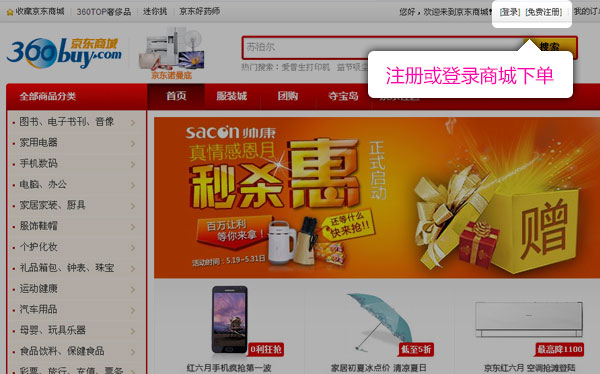 收藏京东商城 360TOP奢侈品 迷你挑 京东好药师 您好，欢迎来到京东商城 [登录] [免费注册] 我的订
360buy.com 京东商城
京东诺曼底
苏泊尔 搜索
热门搜索：爱普生打印机
注册或登录商城下单
全部商品分类 首页 服装城 团购 夺宝岛
图书、电子书刊、音像
家用电器
手机数码
电脑、办公
家居家装、厨具
服饰鞋帽
个护化妆
礼品箱包、钟表、珠宝
运动健康
汽车用品
母婴、玩具乐器
食品饮料、保健食品
彩票、旅行、充值、票务
sacon 帅康
真情感恩月
秒杀惠
正式启动
百万让利
等你来拿！
还等什么
快来抢!!
活动时间：5.19—5.31日
赠
0利狂抢 低至5折 最高降1100
红六月手机疯抢第一波 家居初夏冰点价 清凉夏日 京东红六月 空调抢滩登陆